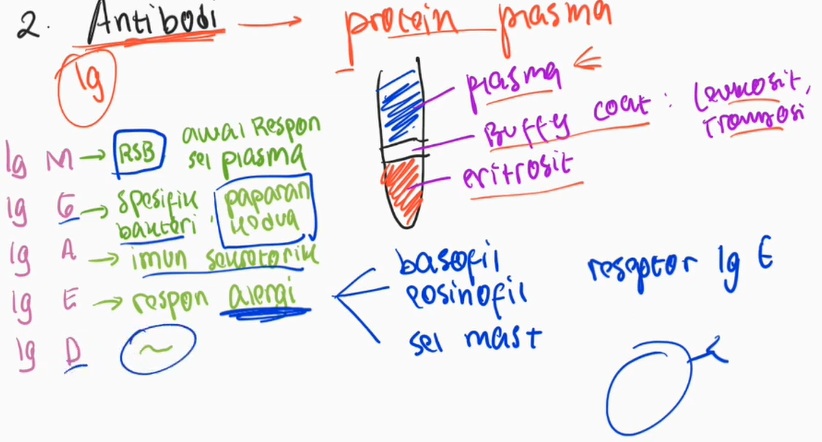 2. Antibodi → protein plasma
Ig
plasma
Buffy coat : Leukosit,
Trombosi
eritrosit
Ig M → RSB awal Respon
sel plasma
Ig G → spesifik
bakteri. paparan
kedua
Ig A → imun sekretorik
Ig E → respon alergi
basofil
eosinofil
sel mast
Ig D ~
reseptor Ig E